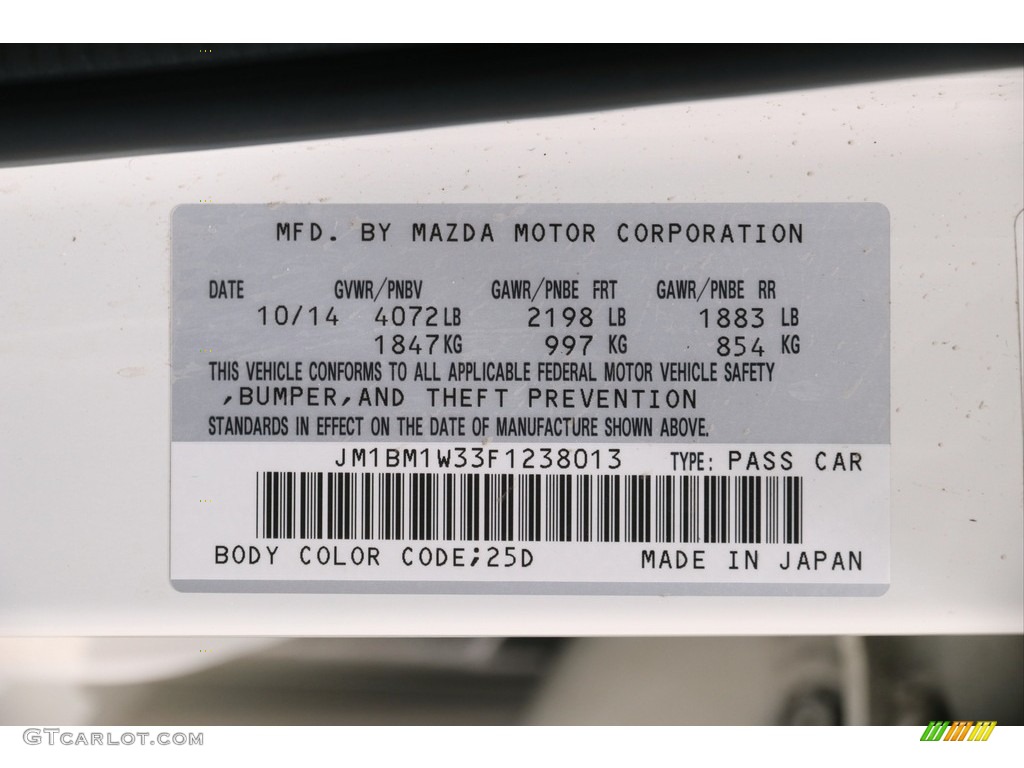 MFD. BY MAZDA MOTOR CORPORATION
DATE GVWR/PNBV GAWR/PNBE FRT GAWR/PNBE RR
10/14 4072LB 2198 LB 1883 LB
1847KG 997 KG 854 KG
THIS VEHICLE CONFORMS TO ALL APPLICABLE FEDERAL MOTOR VEHICLE SAFETY
,BUMPER,AND THEFT PREVENTION
STANDARDS IN EFFECT ON THE DATE OF MANUFACTURE SHOWN ABOVE.
JM1BM1W33F1238013 TYPE: PASS CAR
BODY COLOR CODE;25D MADE IN JAPAN
GTCarlot.com